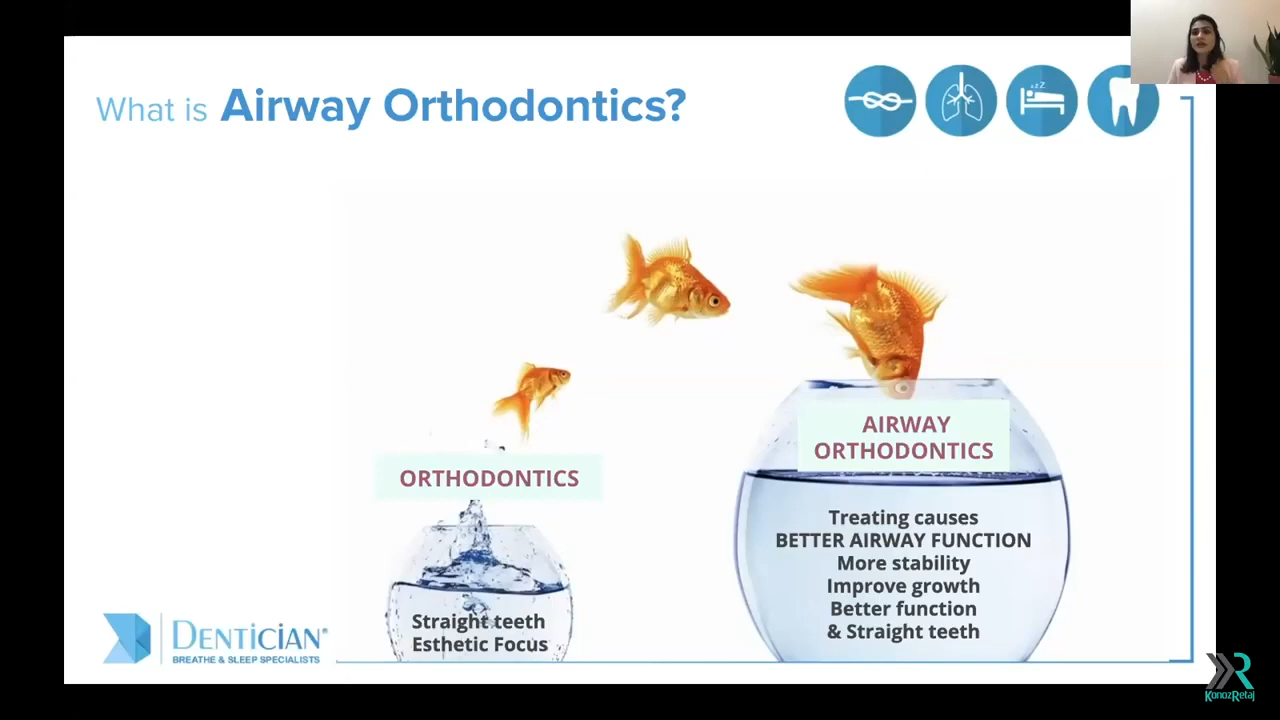 What is Airway Orthodontics?
zzZ
ORTHODONTICS
Straight teeth
Esthetic Focus
AIRWAY
ORTHODONTICS
Treating causes
BETTER AIRWAY FUNCTION
More stability
Improve growth
Better function
& Straight teeth
DENTICIAN®
BREATHE & SLEEP SPECIALISTS
KonozRetaj